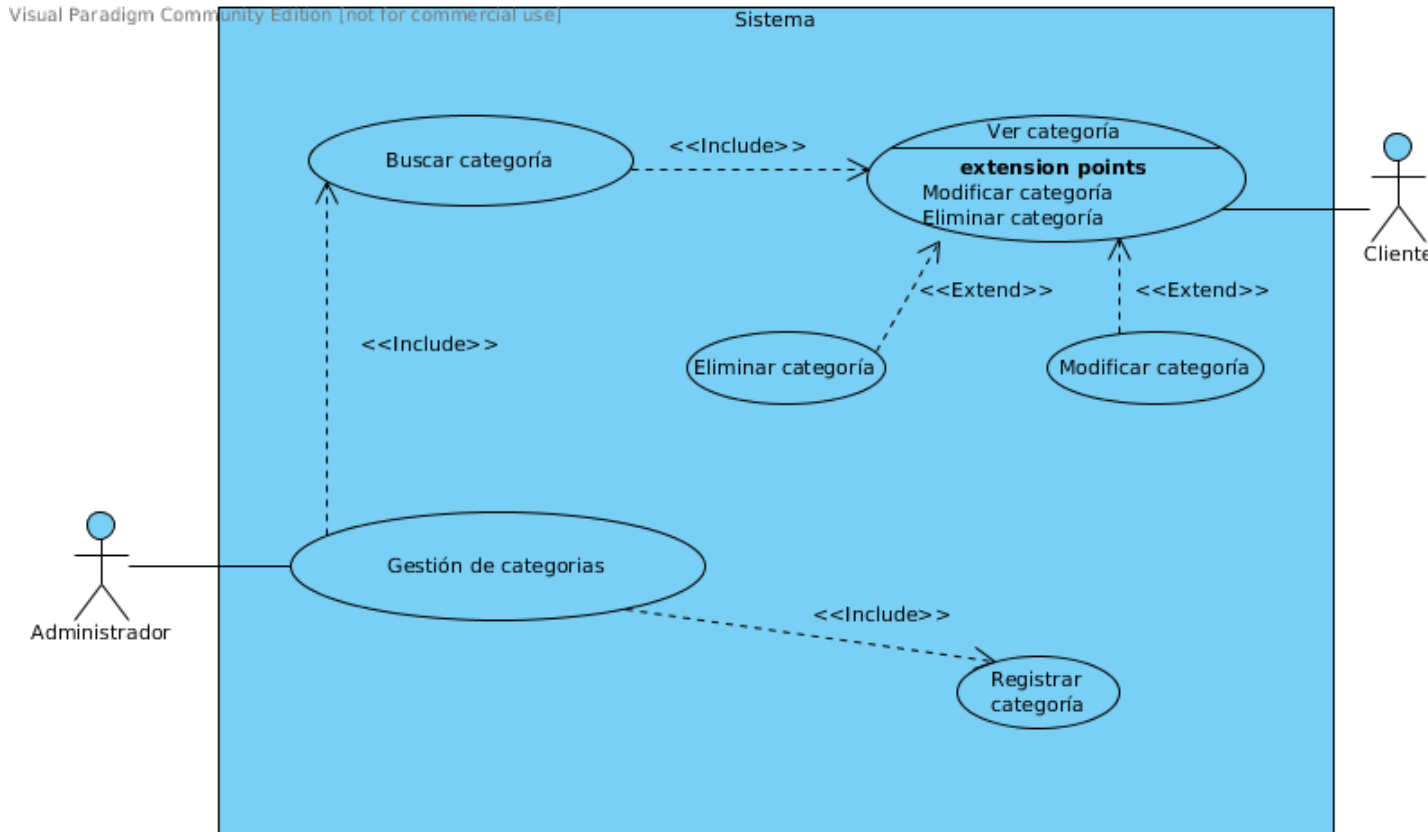 Visual Paradigm Community Edition [not for commercial use]
Sistema
Ver categoría
Buscar categoría
<<Include>>
extension points
Modificar categoría
Eliminar categoría
Cliente
<<Extend>>
<<Extend>>
<<Include>>
Eliminar categoría
Modificar categoría
Gestión de categorias
Administrador
<<Include>>
Registrar
categoría